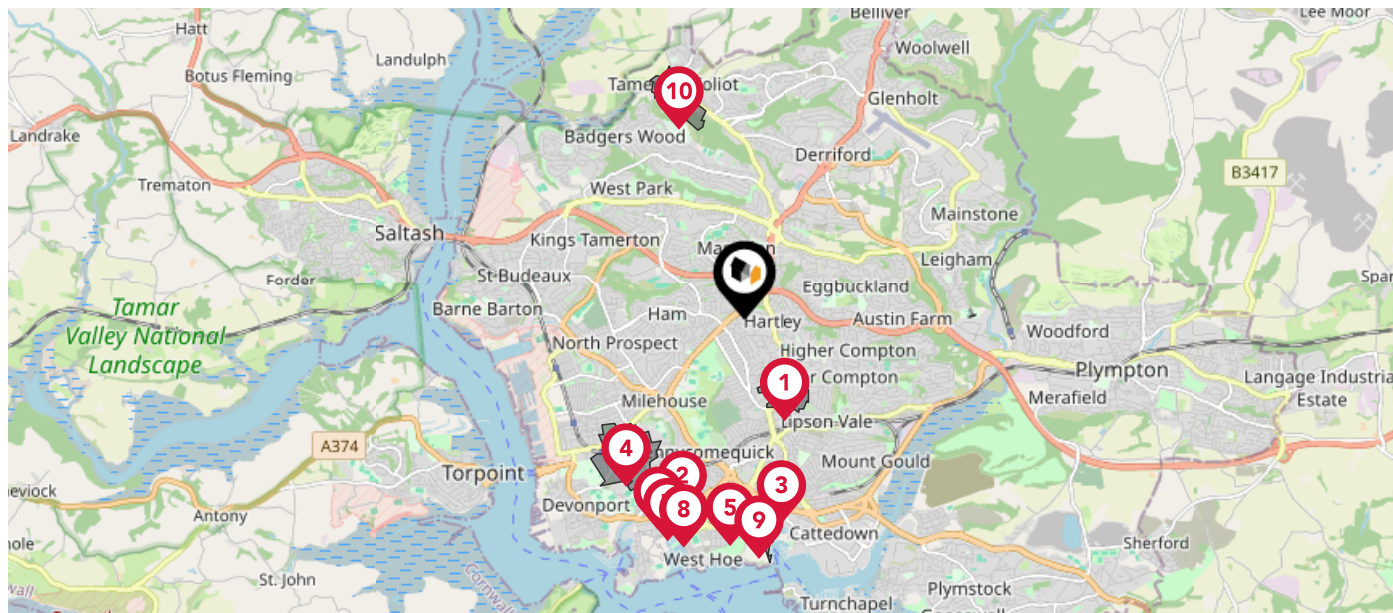 Belliver
Lee Moor
Hatt
Woolwell
Landulph
Botus Fleming
10
Glenholt
Landrake
Badgers Wood
Derriford
B3417
Trematon
West Park
Mainstone
Saltash
Kings Tamerton
Leigham
St Budeaux
Forder
Eggbuckland
Tamar
Valley National
Landscape
Barne Barton
Ham
Hartley
Austin Farm
Woodford
North Prospect
Higher Compton
Plympton
1
Compton
Langage Industria
Estate
Milehouse
Merafield
Lipson Vale
A374
4
2
Mount Gould
Torpoint
3
Devonport
8
5
9
Antony
Cattedown
Sherford
West Hoe
St. John
Plymstock
Turnchapel
Cornwall